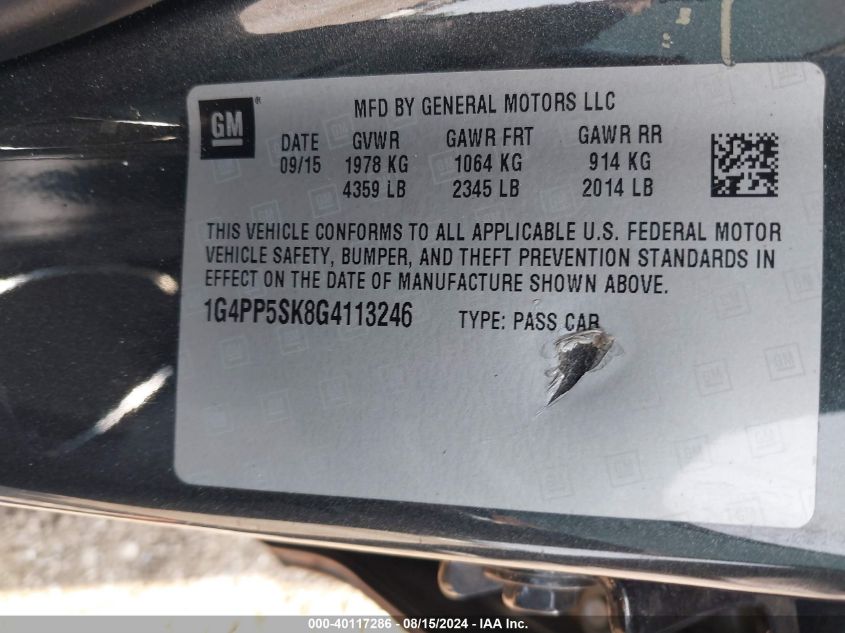 GM ®
MFD BY GENERAL MOTORS LLC
DATE GVWR GAWR FRT GAWR RR
09/15 1978 KG 1064 KG 914 KG
4359 LB 2345 LB 2014 LB
THIS VEHICLE CONFORMS TO ALL APPLICABLE U.S. FEDERAL MOTOR
VEHICLE SAFETY, BUMPER, AND THEFT PREVENTION STANDARDS IN
EFFECT ON THE DATE OF MANUFACTURE SHOWN ABOVE.
1G4PP5SK8G4113246 TYPE: PASS CAR
000-40117286 - 08/15/2024 - IAA Inc.